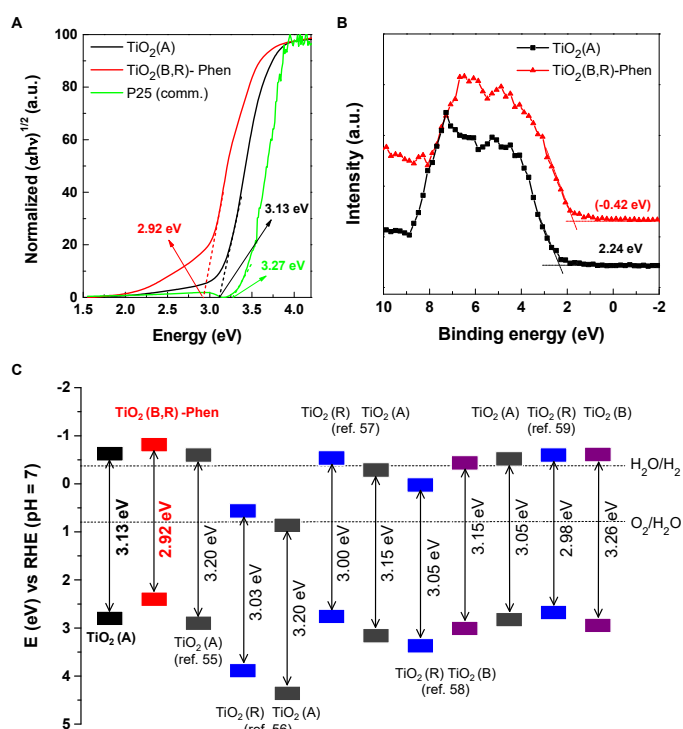 A
Normalized (αhν)^1/2 (a.u.)
100
80
60
40
20
0
TiO2(A)
TiO2(B,R)- Phen
P25 (comm.)
2.92 eV
3.13 eV
3.27 eV
1.5 2.0 2.5 3.0 3.5 4.0
Energy (eV)
B
Intensity (a.u.)
TiO2(A)
TiO2(B,R)-Phen
(-0.42 eV)
2.24 eV
10 8 6 4 2 0 -2
Binding energy (eV)
C
E (eV) vs RHE (pH = 7)
-2
-1
0
1
2
3
4
5
TiO2(B,R)-Phen
TiO2(R) TiO2(A)
(ref. 57)
TiO2(A) TiO2(R) TiO2(B)
(ref. 59)
H2O/H2
O2/H2O
3.13 eV
2.92 eV
3.20 eV
3.03 eV
3.20 eV
3.00 eV
3.15 eV
3.05 eV
3.15 eV
3.05 eV
2.98 eV
3.26 eV
TiO2(A)
TiO2(A)
(ref. 55)
TiO2(R) TiO2(A)
(ref. 56)
TiO2(R) TiO2(B)
(ref. 58)